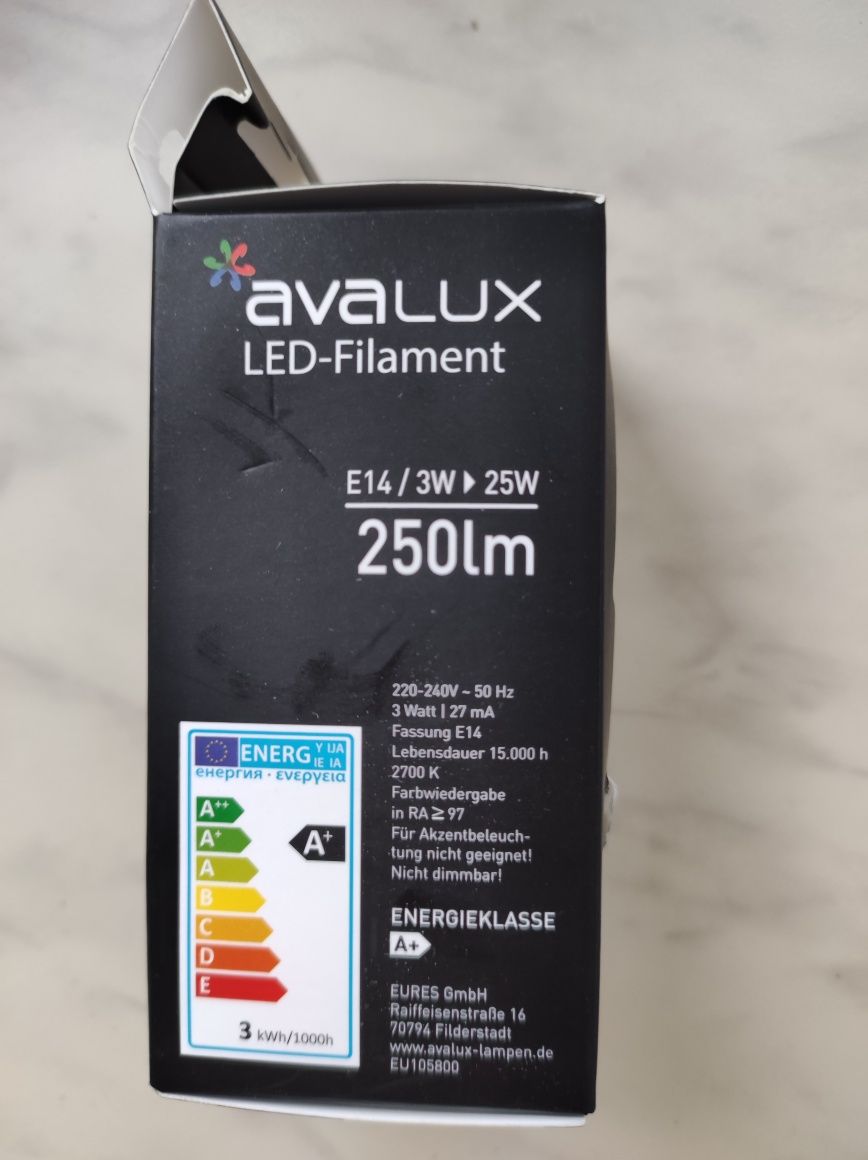 avaLUX
LED-Filament
E14 / 3W ▶ 25W
250lm
220-240V ~ 50 Hz
3 Watt | 27 mA
Fassung E14
Lebensdauer 15.000 h
2700 K
Farbwiedergabe
in RA ≥ 97
Für Akzentbeleuch-
tung nicht geeignet!
Nicht dimmbar!
ENERGIEKLASSE
A+
EURES GmbH
Raiffeisenstraße 16
70794 Filderstadt
www.avalux-lampen.de
EU105800
ENERG Y IJA
IE IA
енергия · ενεργεια
A++
A+
A+
A
B
C
D
E
3 kWh/1000h